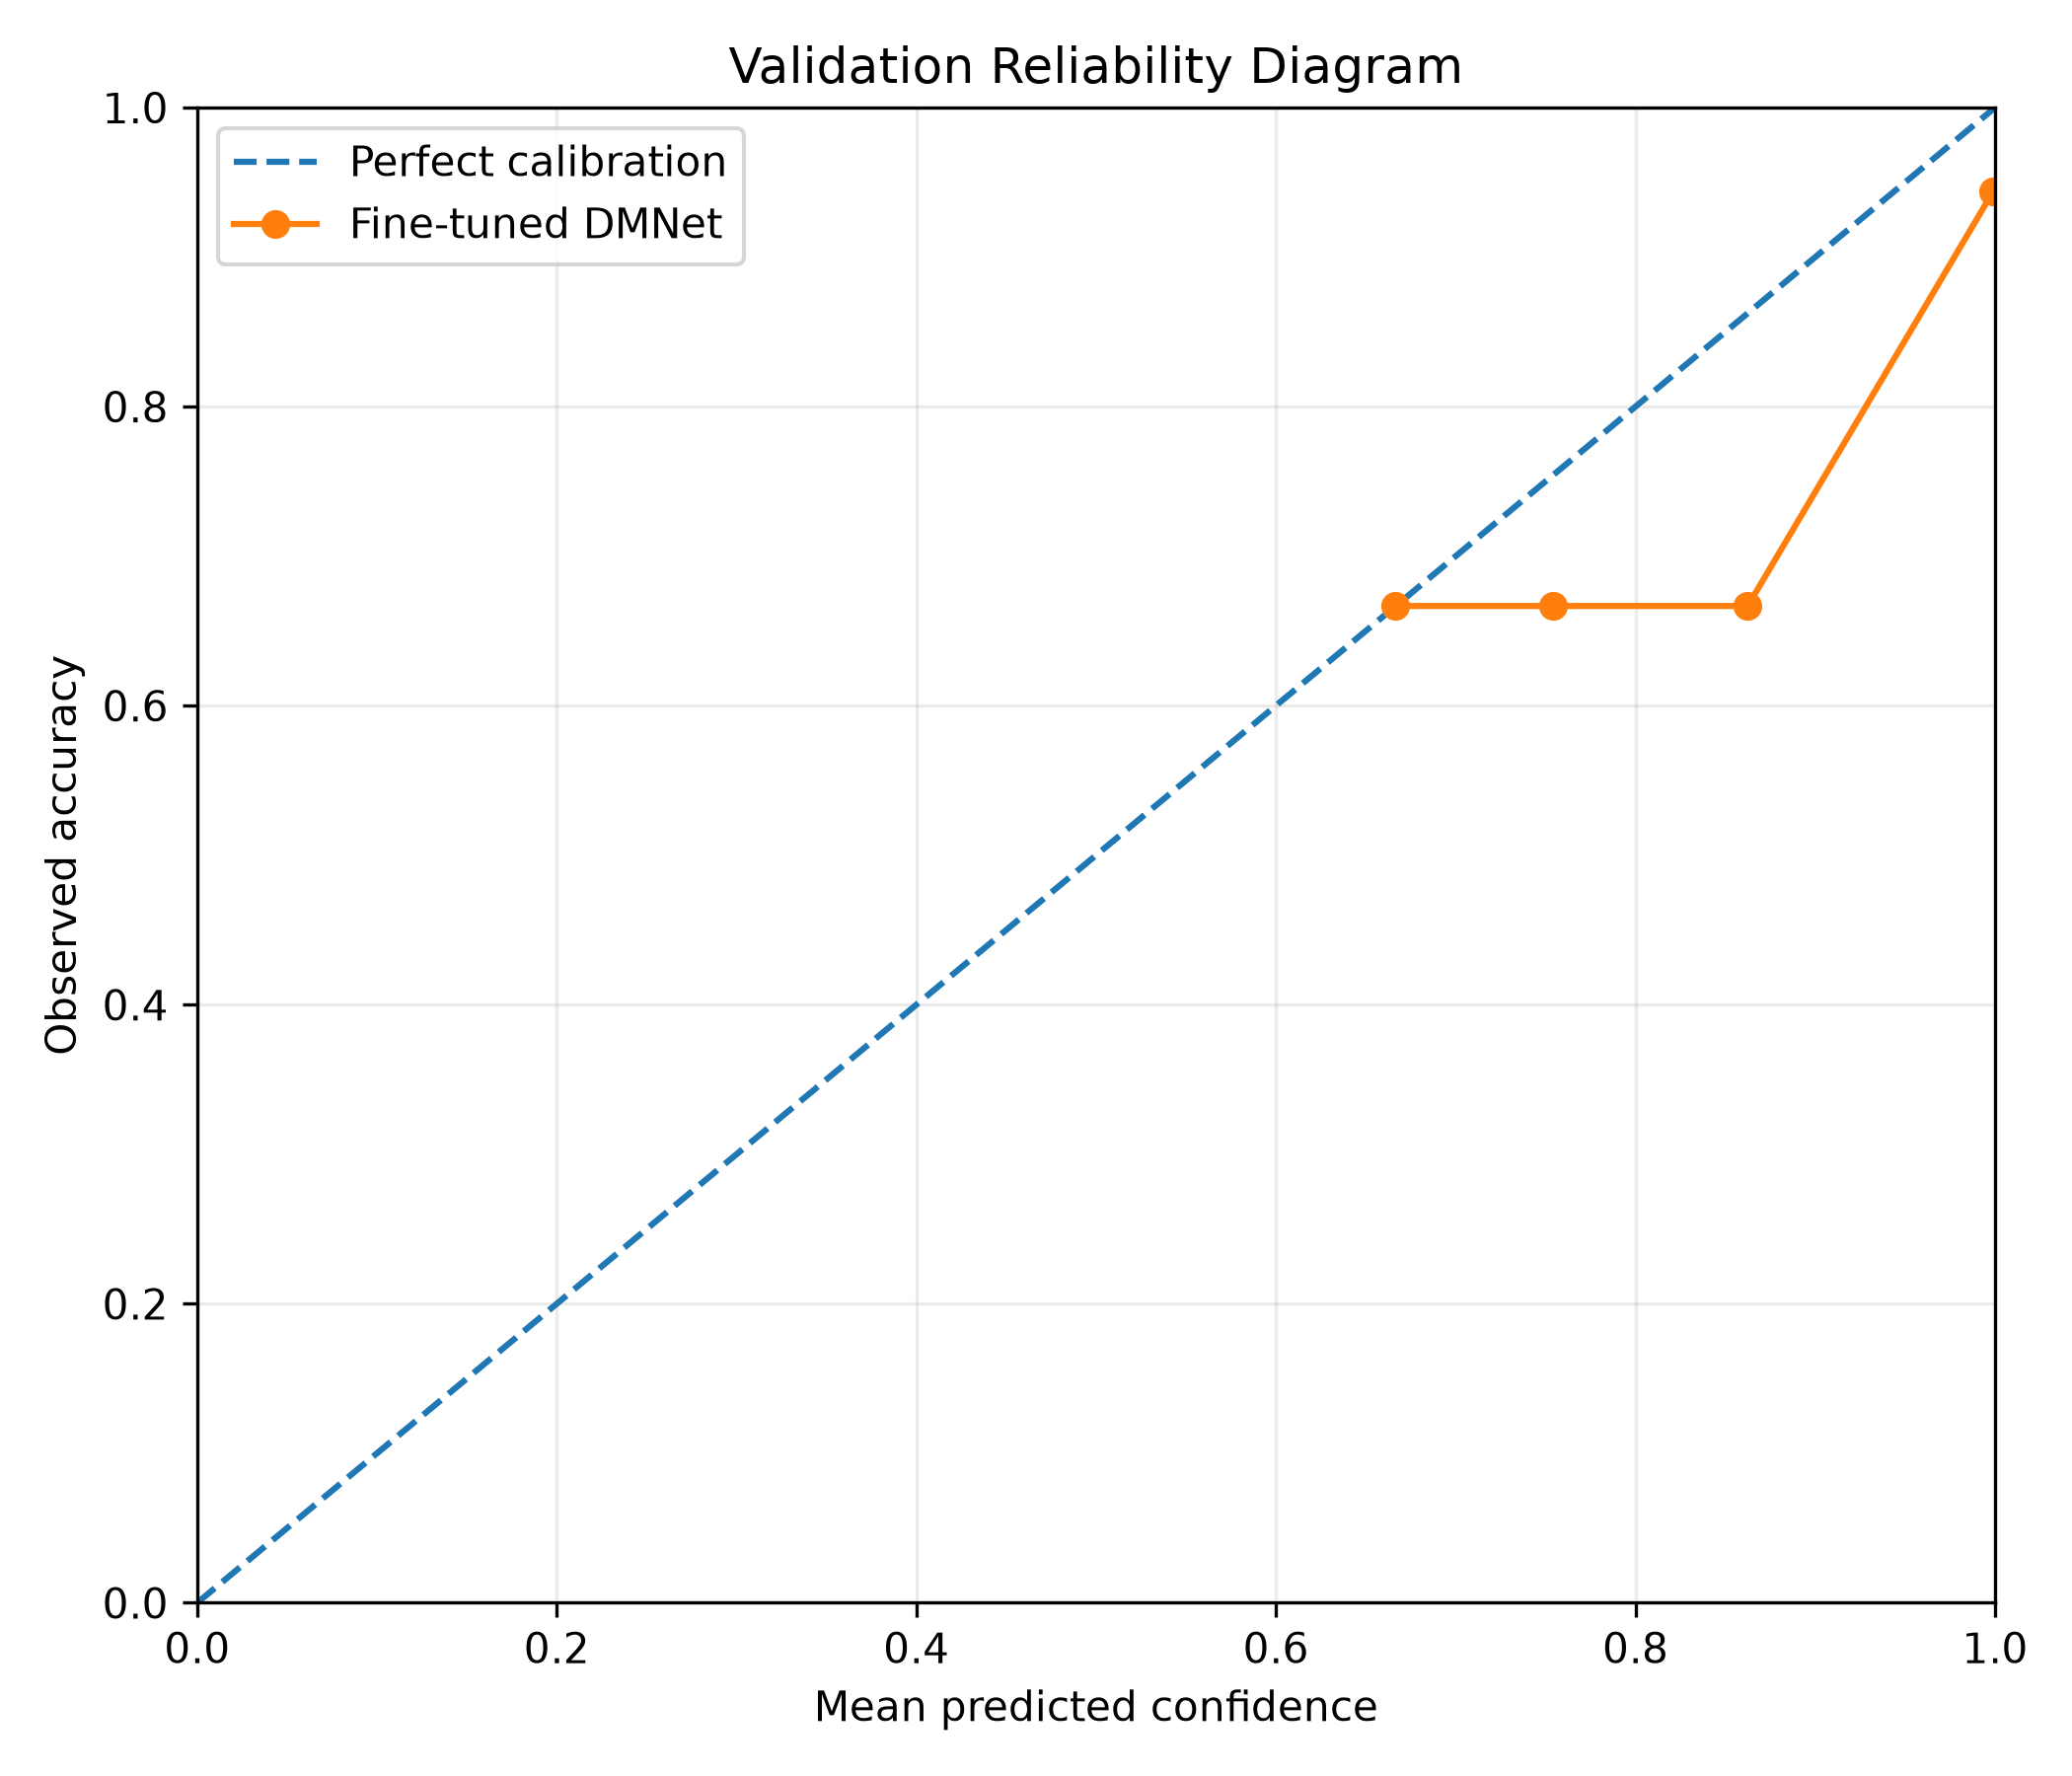 Validation Reliability Diagram
1.0
Perfect calibration
Fine-tuned DMNet
0.8
0.6
0.4
0.2
0.0
Observed accuracy
0.0 0.2 0.4 0.6 0.8 1.0
Mean predicted confidence